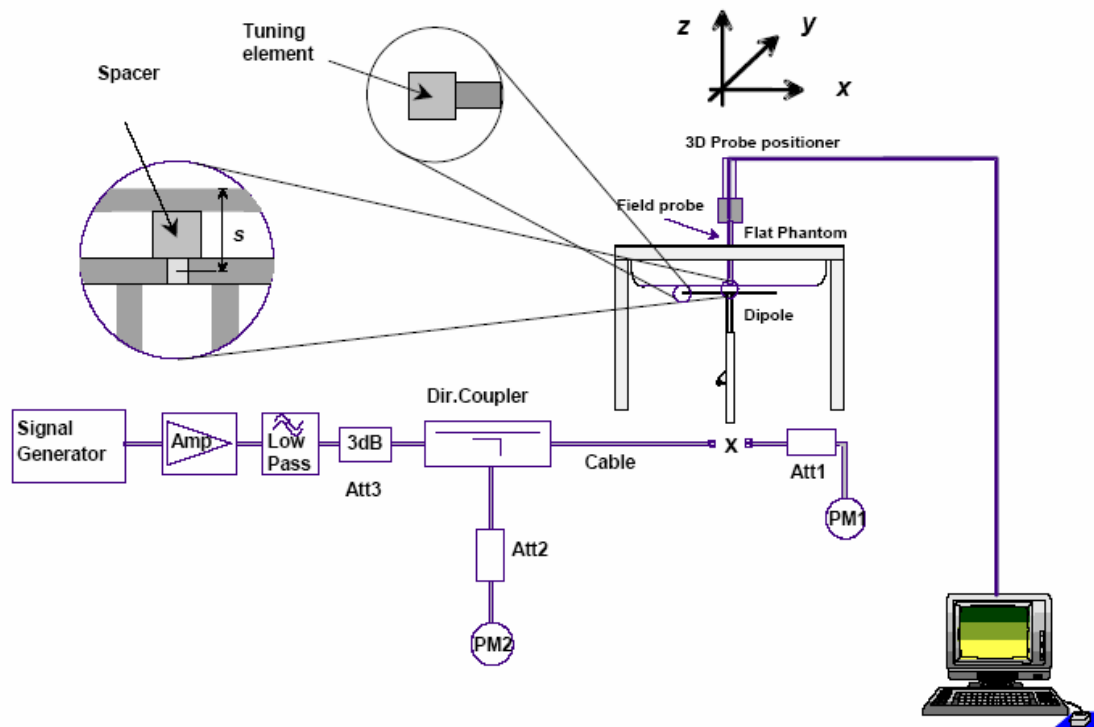 Tuning
element
Spacer
s
z
y
x
3D Probe positioner
Field probe
Flat Phantom
Dipole
Dir.Coupler
Signal
Generator
Amp
Low
Pass
3dB
Att3
Cable
X
Att1
PM1
Att2
PM2